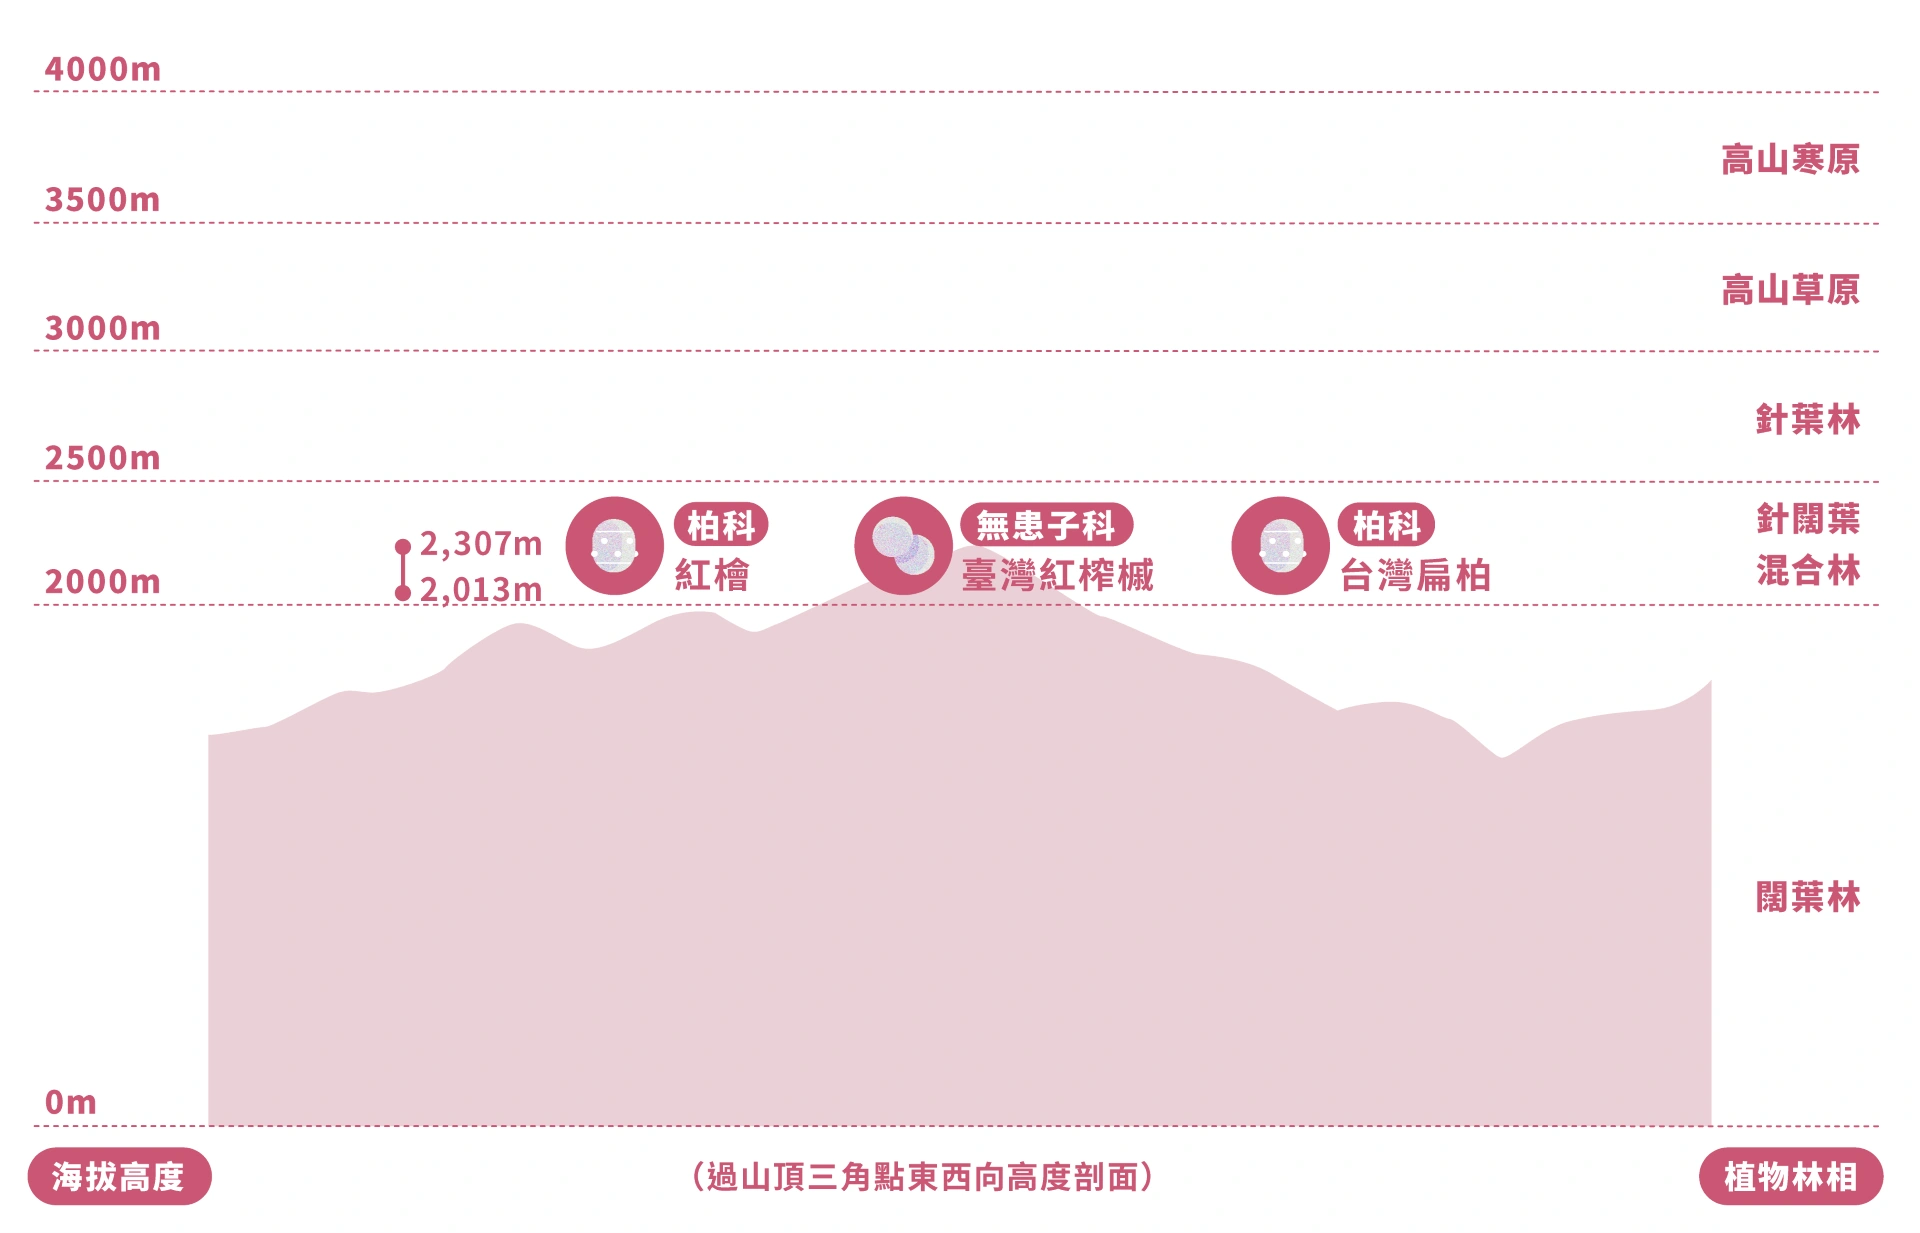 4000m
高山寒原
3500m
高山草原
3000m
針葉林
2500m
針闊葉
混合林
2,307m
2,013m
柏科
紅檜
無患子科
臺灣紅榨槭
柏科
台灣扁柏
2000m
闊葉林
0m
海拔高度
（過山頂三角點東西向高度剖面）
植物林相